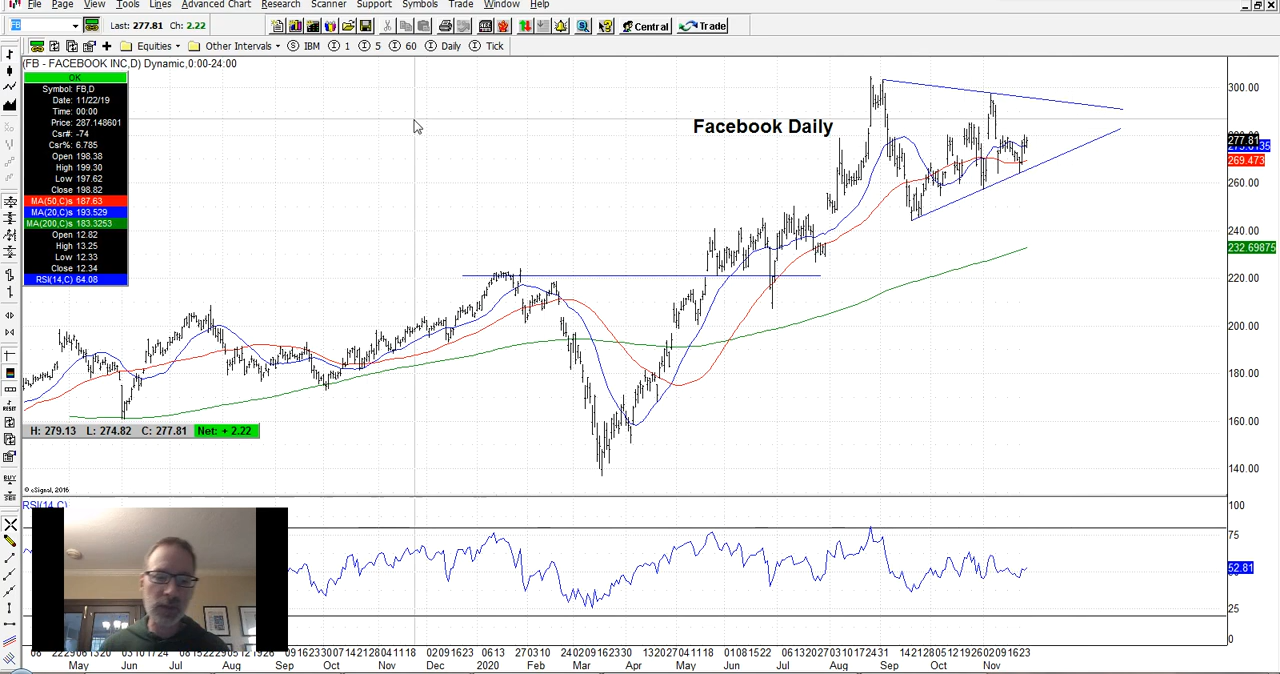 File Page View Tools Lines Advanced Chart Research Scanner Support Symbols Trade Window Help
FB Last: 277.81 Ch: 2.22 Central Trade
Equities Other Intervals S IBM I 1 I 5 I 60 I Daily I Tick
(FB - FACEBOOK INC,D) Dynamic,0:00-24:00
OK
Symbol: FB,D
Date: 11/22/19
Time: 00:00
Price: 287.148601
Csr#: -74
Csr%: 6.785
Open 198.38
High 199.30
Low 197.62
Close 198.82
MA(50,C)s 187.63
MA(20,C)s 193.529
MA(200,C)s 183.3253
Open 12.82
High 13.25
Low 12.33
Close 12.34
RSI(14,C) 64.08
Facebook Daily
300.00
277.81
269.473
260.00
240.00
232.69875
220.00
200.00
180.00
160.00
140.00
H: 279.13 L: 274.82 C: 277.81 Net: + 2.22
© eSignal, 2016
RSI(14,C)
100
75
52.81
25
0
RESET
BUY
May Jun Jul Aug Sep Oct Nov Dec 2020 Feb Mar Apr May Jun Jul Aug Sep Oct Nov